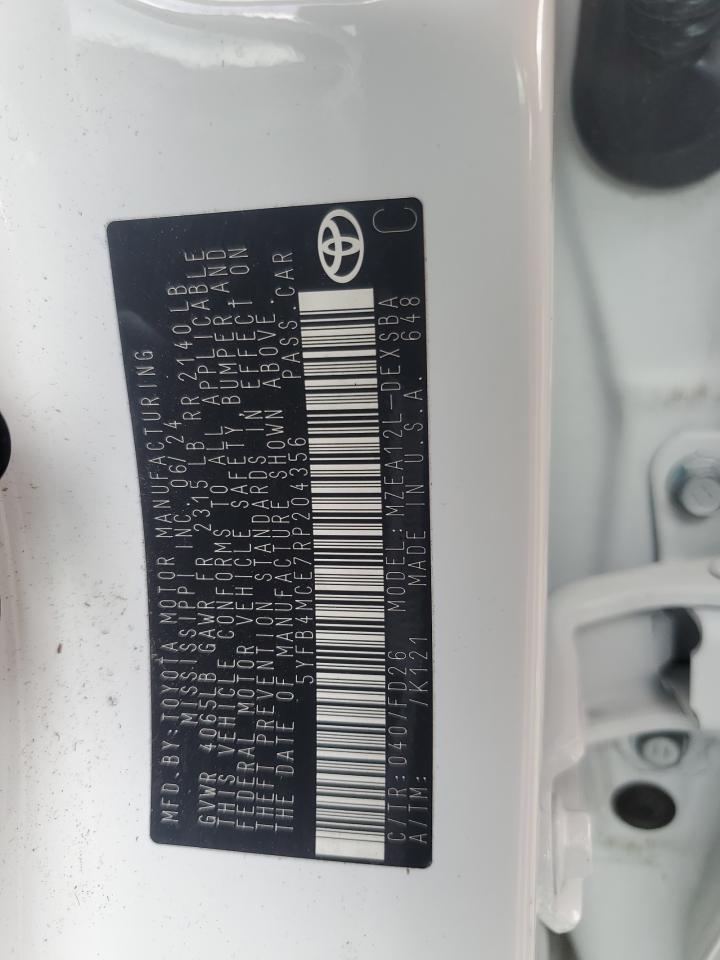 MFD.BY:TOYOTA MOTOR MANUFACTURING
MISSISSIPPI INC.06/24
GVWR 4065LB GAWR FR 2315 LB RR 2140LB
THIS VEHICLE CONFORMS TO ALL APPLICABLE
FEDERAL MOTOR VEHICLE SAFETY, BUMPER AND
THEFT PREVENTION STANDARDS IN EFFECT ON
THE DATE OF MANUFACTURE SHOWN ABOVE.
5YFB4MCE7RP204356 PASS.CAR
C/TR:040/FD26 MODEL:MZEA12L-DEXSBA
A/TM: /K121 MADE IN U.S.A. 648
C